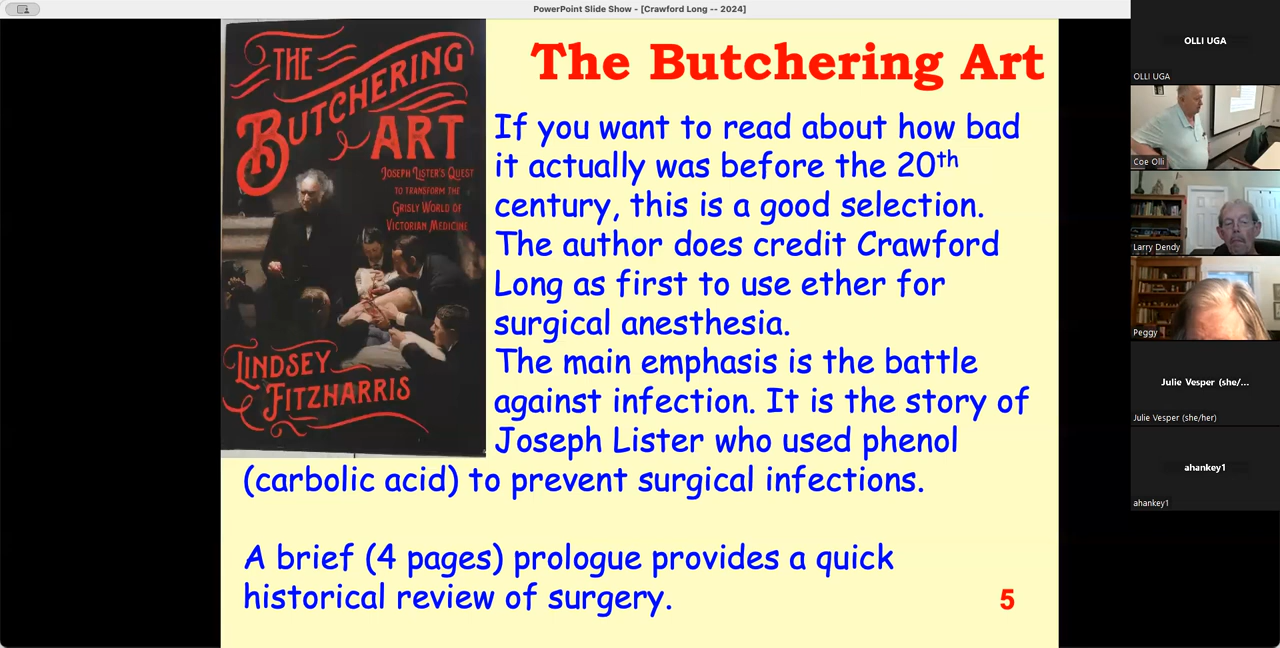 PowerPoint Slide Show - [Crawford Long -- 2024]
THE
BUTCHERING
ART
JOSEPH LISTER'S QUEST
TO TRANSFORM THE
GRISLY WORLD OF
VICTORIAN MEDICINE
LINDSEY
FITZHARRIS
The Butchering Art
If you want to read about how bad
it actually was before the 20th
century, this is a good selection.
The author does credit Crawford
Long as first to use ether for
surgical anesthesia.
The main emphasis is the battle
against infection. It is the story of
Joseph Lister who used phenol
(carbolic acid) to prevent surgical infections.
A brief (4 pages) prologue provides a quick
historical review of surgery.
5
OLLI UGA
OLLI UGA
Coe Olli
Larry Dendy
Peggy
Julie Vesper (she/...
Julie Vesper (she/her)
ahankey1
ahankey1